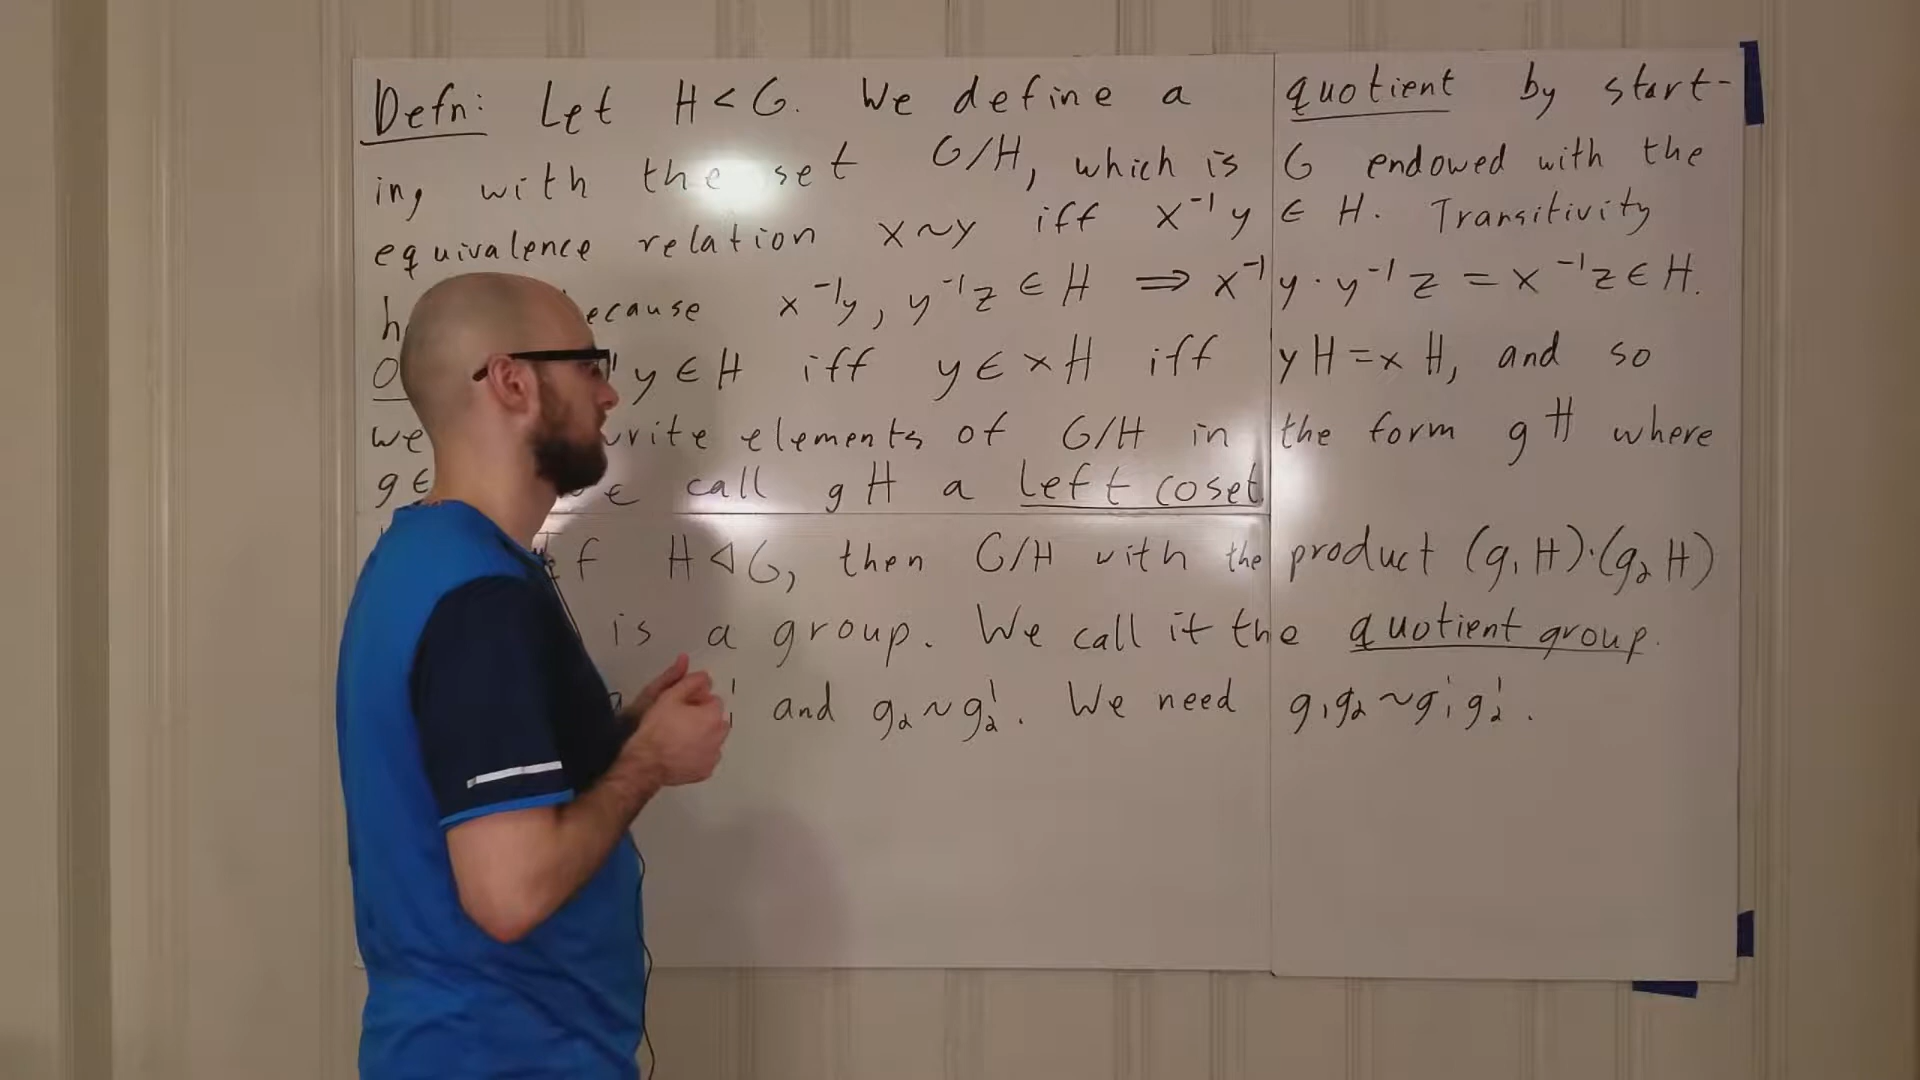 Defn: Let H < G. We define a quotient by start-
ing with the set G/H, which is G endowed with the
equivalence relation x~y iff x⁻¹y ∈ H. Transitivity
x⁻¹y, y⁻¹z ∈ H ⇒ x⁻¹y · y⁻¹z = x⁻¹z ∈ H.
y ∈ H iff y ∈ xH iff yH = xH, and so
we elements of G/H in the form gH where
g ∈ call gH a left coset
If H ◁ G, then G/H with the product (g₁H)·(g₂H)
is a group. We call it the quotient group.
and g₂ ~ g₂'. We need g₁g₂ ~ g₁'g₂'.